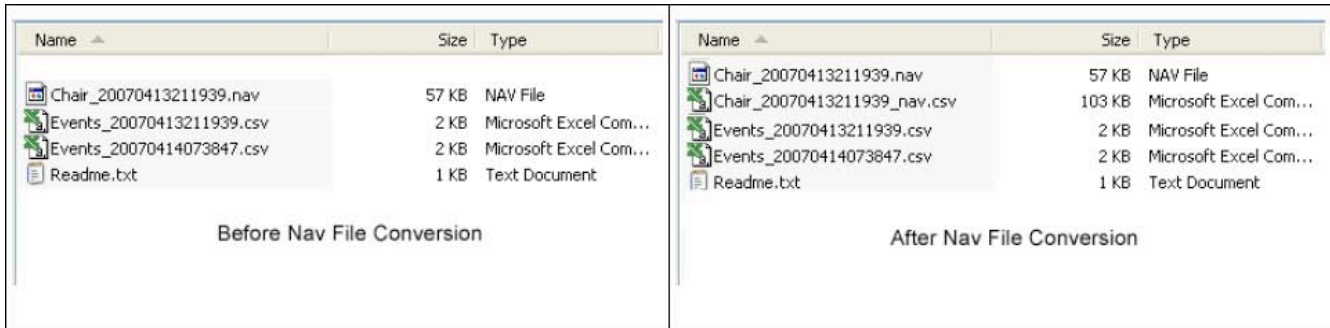 Name Size Type
Chair_20070413211939.nav 57 KB NAV File
Events_20070413211939.csv 2 KB Microsoft Excel Com...
Events_20070414073847.csv 2 KB Microsoft Excel Com...
Readme.txt 1 KB Text Document
Before Nav File Conversion
Name Size Type
Chair_20070413211939.nav 57 KB NAV File
Chair_20070413211939_nav.csv 103 KB Microsoft Excel Com...
Events_20070413211939.csv 2 KB Microsoft Excel Com...
Events_20070414073847.csv 2 KB Microsoft Excel Com...
Readme.txt 1 KB Text Document
After Nav File Conversion